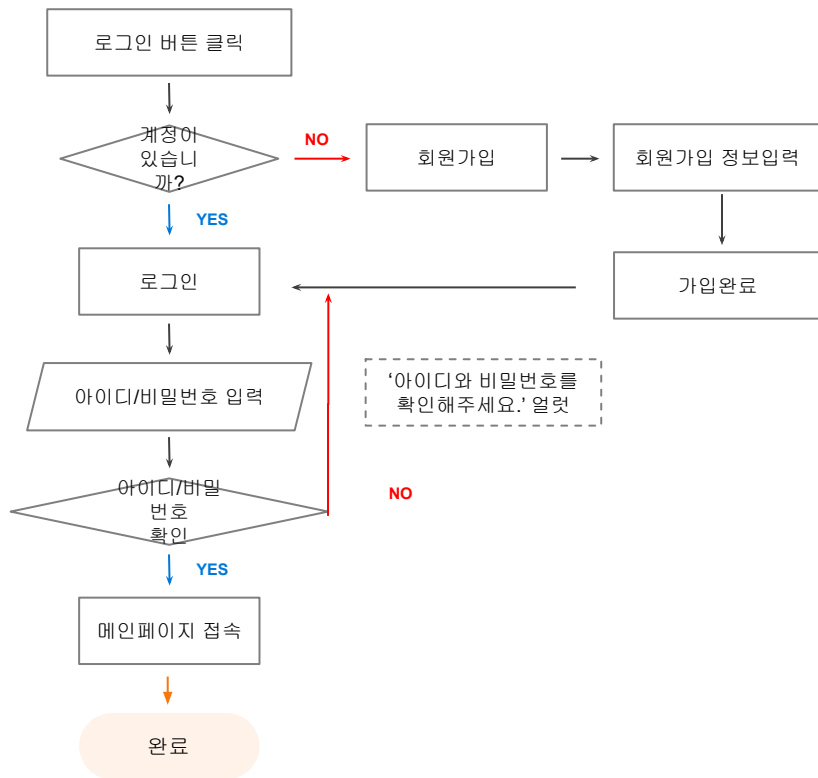 로그인 버튼 클릭
계정이
있습니
까?
NO
회원가입
회원가입 정보입력
YES
로그인
가입완료
아이디/비밀번호 입력
‘아이디와 비밀번호를
확인해주세요.’ 얼럿
아이디/비밀
번호
확인
NO
YES
메인페이지 접속
완료